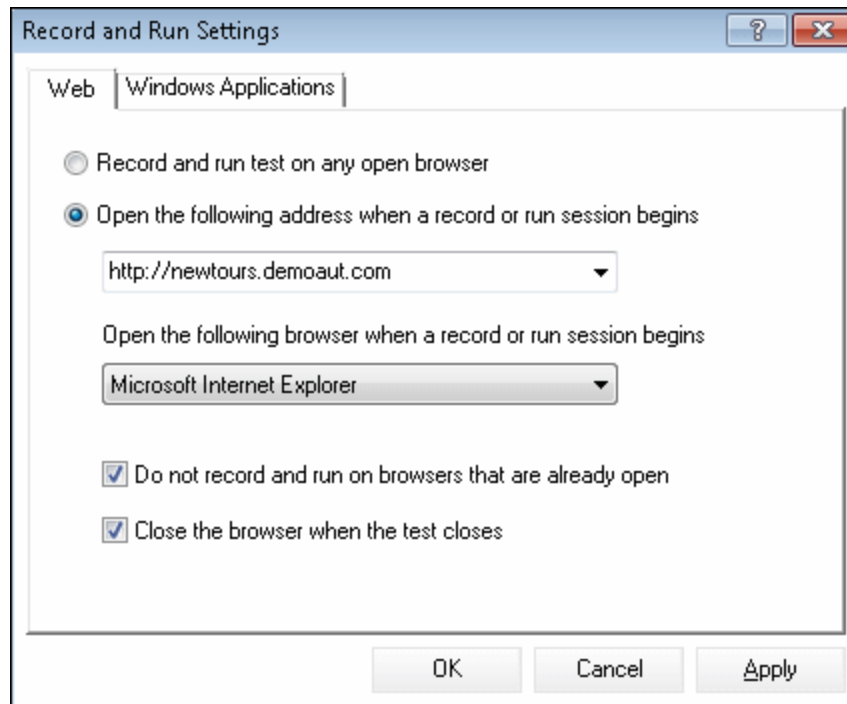 Record and Run Settings
?
Web
Windows Applications
Record and run test on any open browser
Open the following address when a record or run session begins
http://newtours.demoaut.com
Open the following browser when a record or run session begins
Microsoft Internet Explorer
Do not record and run on browsers that are already open
Close the browser when the test closes
OK Cancel Apply